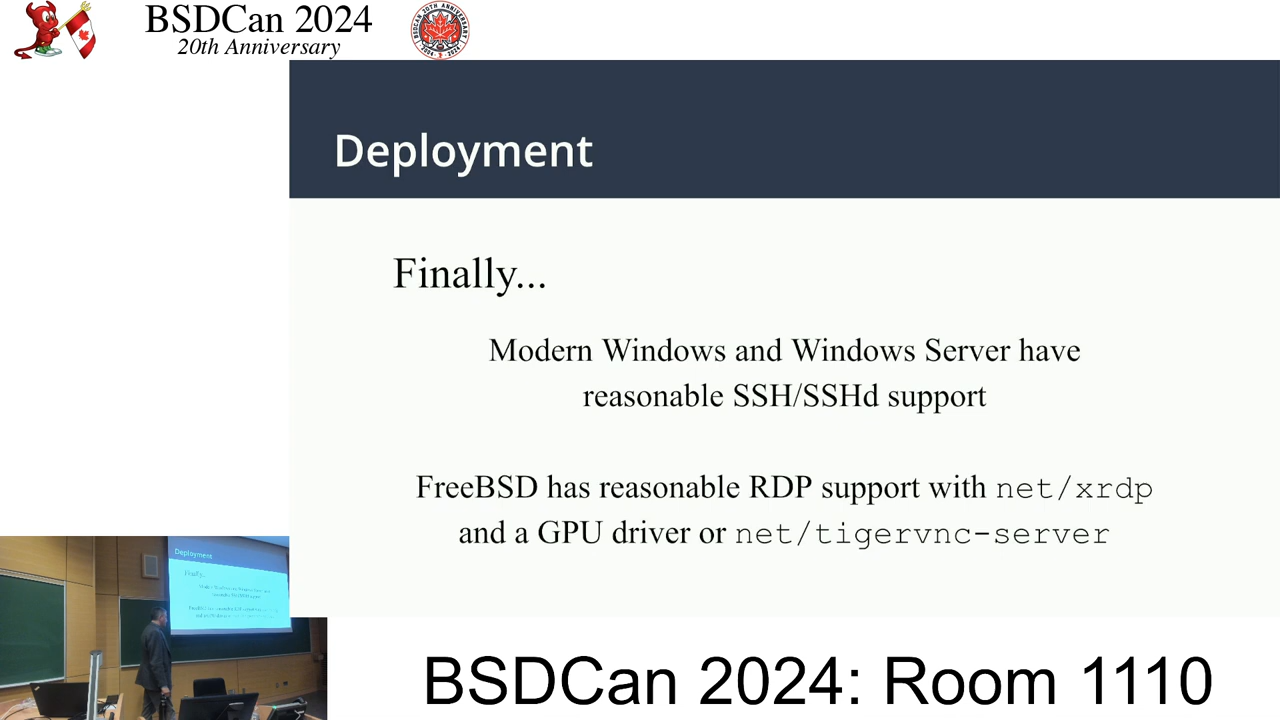 BSDCan 2024
20th Anniversary
Deployment
Finally...
Modern Windows and Windows Server have
reasonable SSH/SSHd support
FreeBSD has reasonable RDP support with net/xrdp
and a GPU driver or net/tigervnc-server
Deployment
Finally...
BSDCan 2024: Room 1110